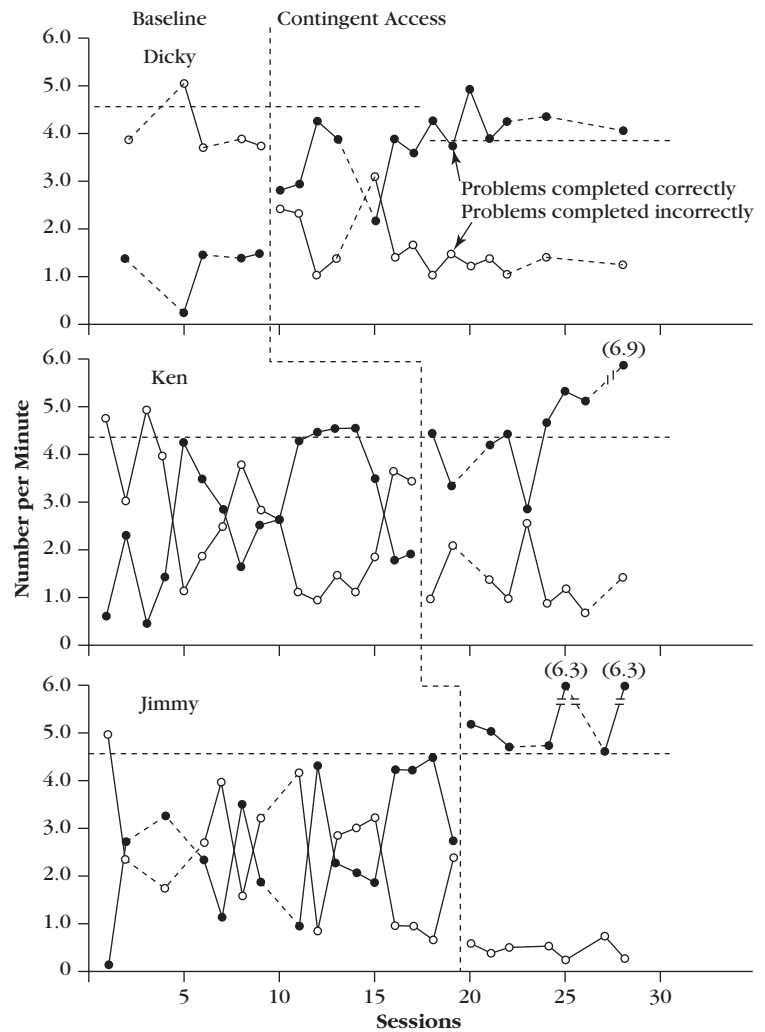 Baseline Contingent Access
Dicky
6.0
5.0
4.0
3.0
2.0
1.0
0
Problems completed correctly
Problems completed incorrectly
Ken
(6.9)
6.0
5.0
4.0
3.0
2.0
1.0
0
Number per Minute
Jimmy
(6.3) (6.3)
6.0
5.0
4.0
3.0
2.0
1.0
0
5 10 15 20 25 30
Sessions